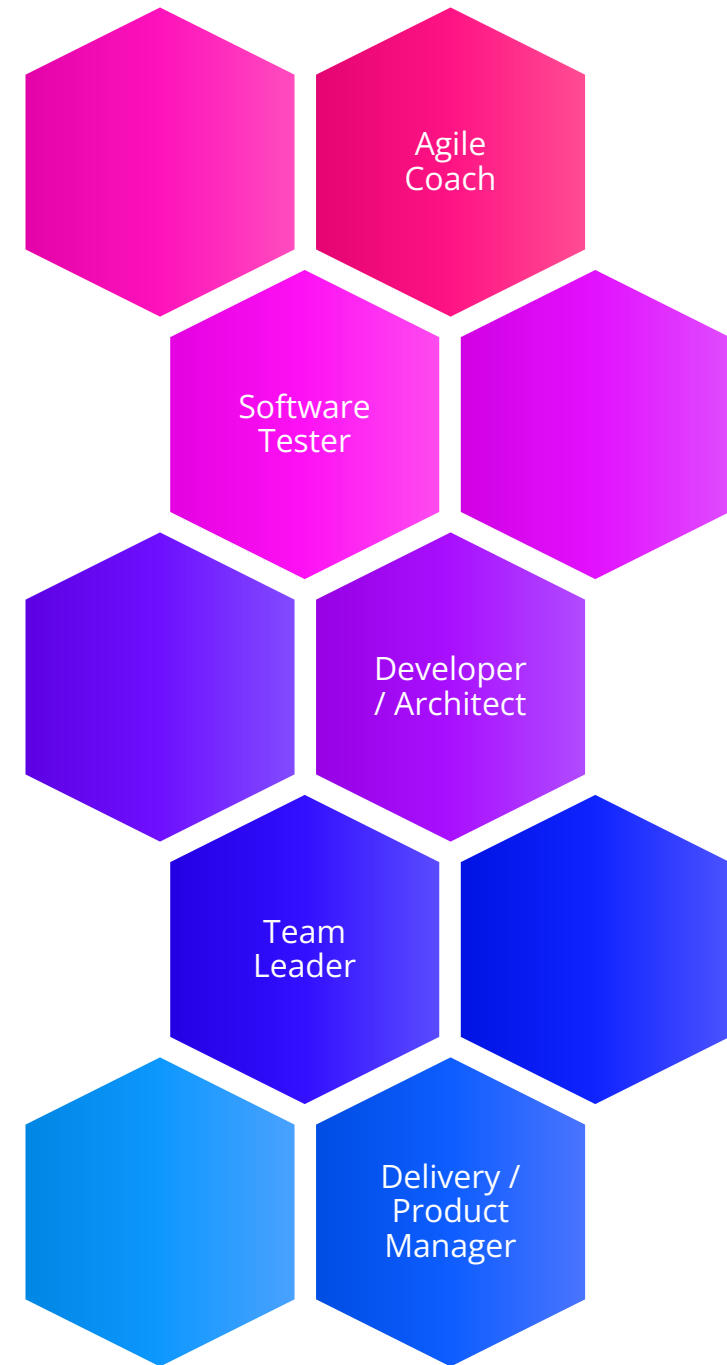 Agile
Coach
Software
Tester
Developer
/ Architect
Team
Leader
Delivery /
Product
Manager